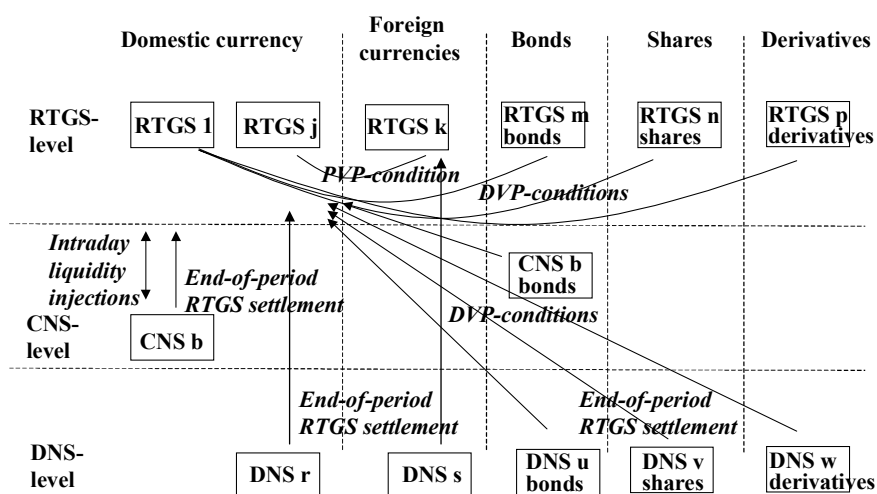 Domestic currency
Foreign
currencies
Bonds
Shares
Derivatives
RTGS-
level
RTGS 1
RTGS j
RTGS k
RTGS m
bonds
RTGS n
shares
RTGS p
derivatives
PVP-condition
DVP-conditions
Intraday
liquidity
injections
End-of-period
RTGS settlement
CNS b
bonds
DVP-conditions
CNS-
level
CNS b
End-of-period
RTGS settlement
End-of-period
RTGS settlement
DNS-
level
DNS r
DNS s
DNS u
bonds
DNS v
shares
DNS w
derivatives